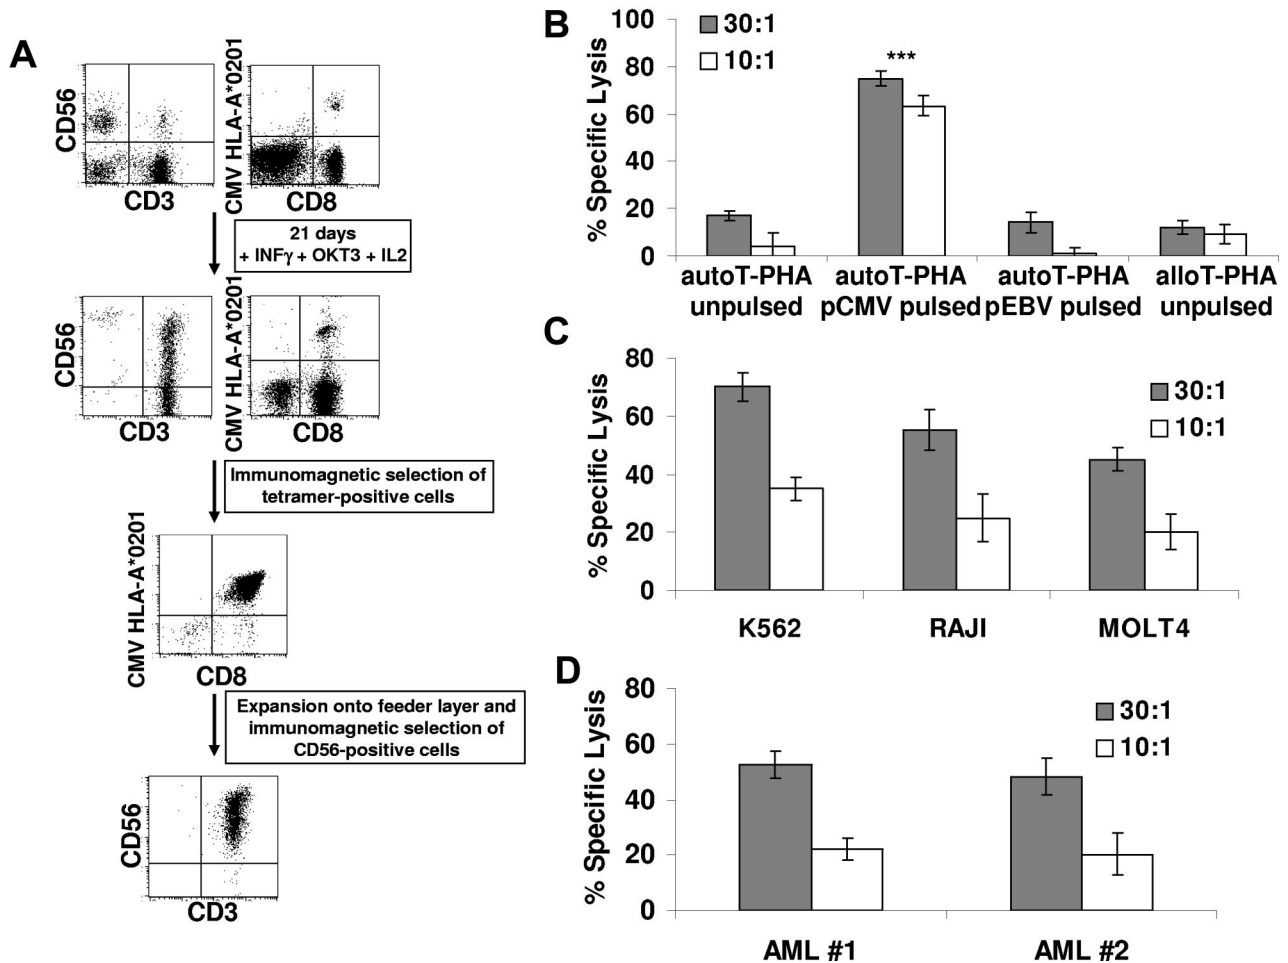 A
CD56
CD3
CMV HLA-A*0201
CD8
21 days
+ INFγ + OKT3 + IL2
CD56
CD3
CMV HLA-A*0201
CD8
Immunomagnetic selection of
tetramer-positive cells
CMV HLA-A*0201
CD8
Expansion onto feeder layer and
immunomagnetic selection of
CD56-positive cells
CD56
CD3
B
% Specific Lysis
100
80
60
40
20
0
30:1
10:1
***
autoT-PHA
unpulsed
autoT-PHA
pCMV pulsed
autoT-PHA
pEBV pulsed
alloT-PHA
unpulsed
C
% Specific Lysis
80
60
40
20
0
30:1
10:1
K562
RAJI
MOLT4
D
% Specific Lysis
80
60
40
20
0
30:1
10:1
AML #1
AML #2